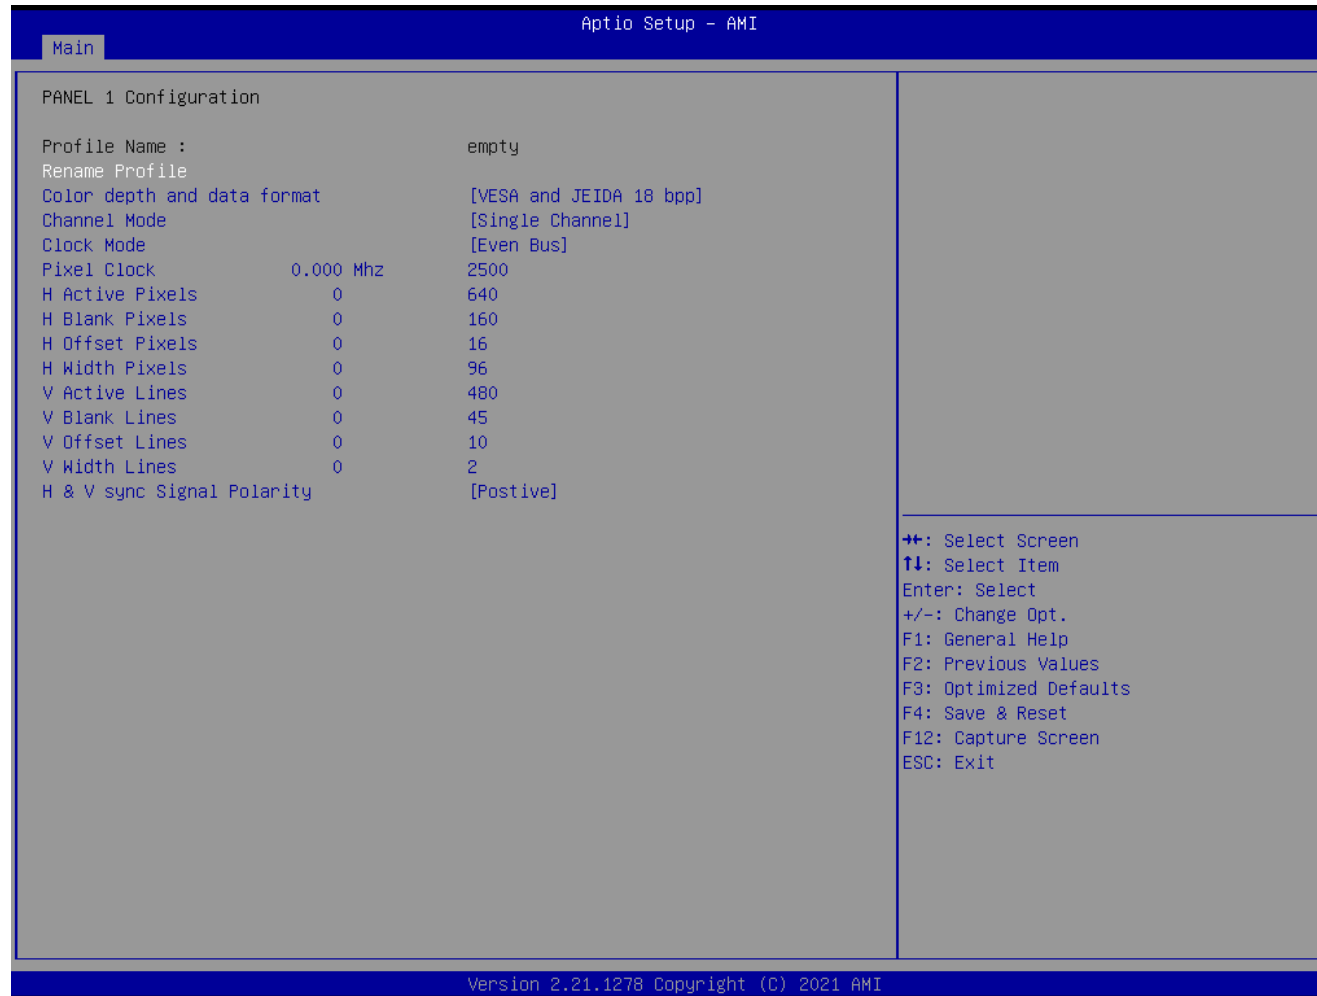 Aptio Setup – AMI
Main
PANEL 1 Configuration
Profile Name : empty
Rename Profile
Color depth and data format [VESA and JEIDA 18 bpp]
Channel Mode [Single Channel]
Clock Mode [Even Bus]
Pixel Clock 0.000 Mhz 2500
H Active Pixels 0 640
H Blank Pixels 0 160
H Offset Pixels 0 16
H Width Pixels 0 96
V Active Lines 0 480
V Blank Lines 0 45
V Offset Lines 0 10
V Width Lines 0 2
H & V sync Signal Polarity [Postive]
→←: Select Screen
↑↓: Select Item
Enter: Select
+/-: Change Opt.
F1: General Help
F2: Previous Values
F3: Optimized Defaults
F4: Save & Reset
F12: Capture Screen
ESC: Exit
Version 2.21.1278 Copyright (C) 2021 AMI